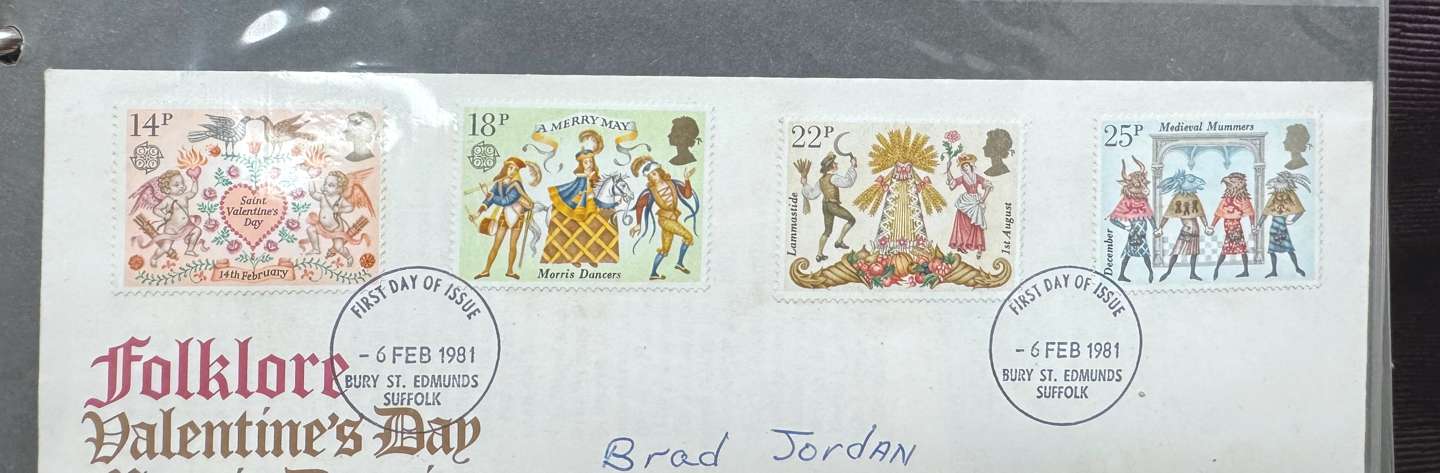 14P
Saint
Valentine's
Day
14th February
18P
A MERRY MAY
Morris Dancers
22P
Lammastide
1st August
25P
Medieval Mummers
December
FIRST DAY OF ISSUE
- 6 FEB 1981
BURY ST. EDMUNDS
SUFFOLK
FIRST DAY OF ISSUE
- 6 FEB 1981
BURY ST. EDMUNDS
SUFFOLK
Folklore
Valentine's Day
Brad Jordan